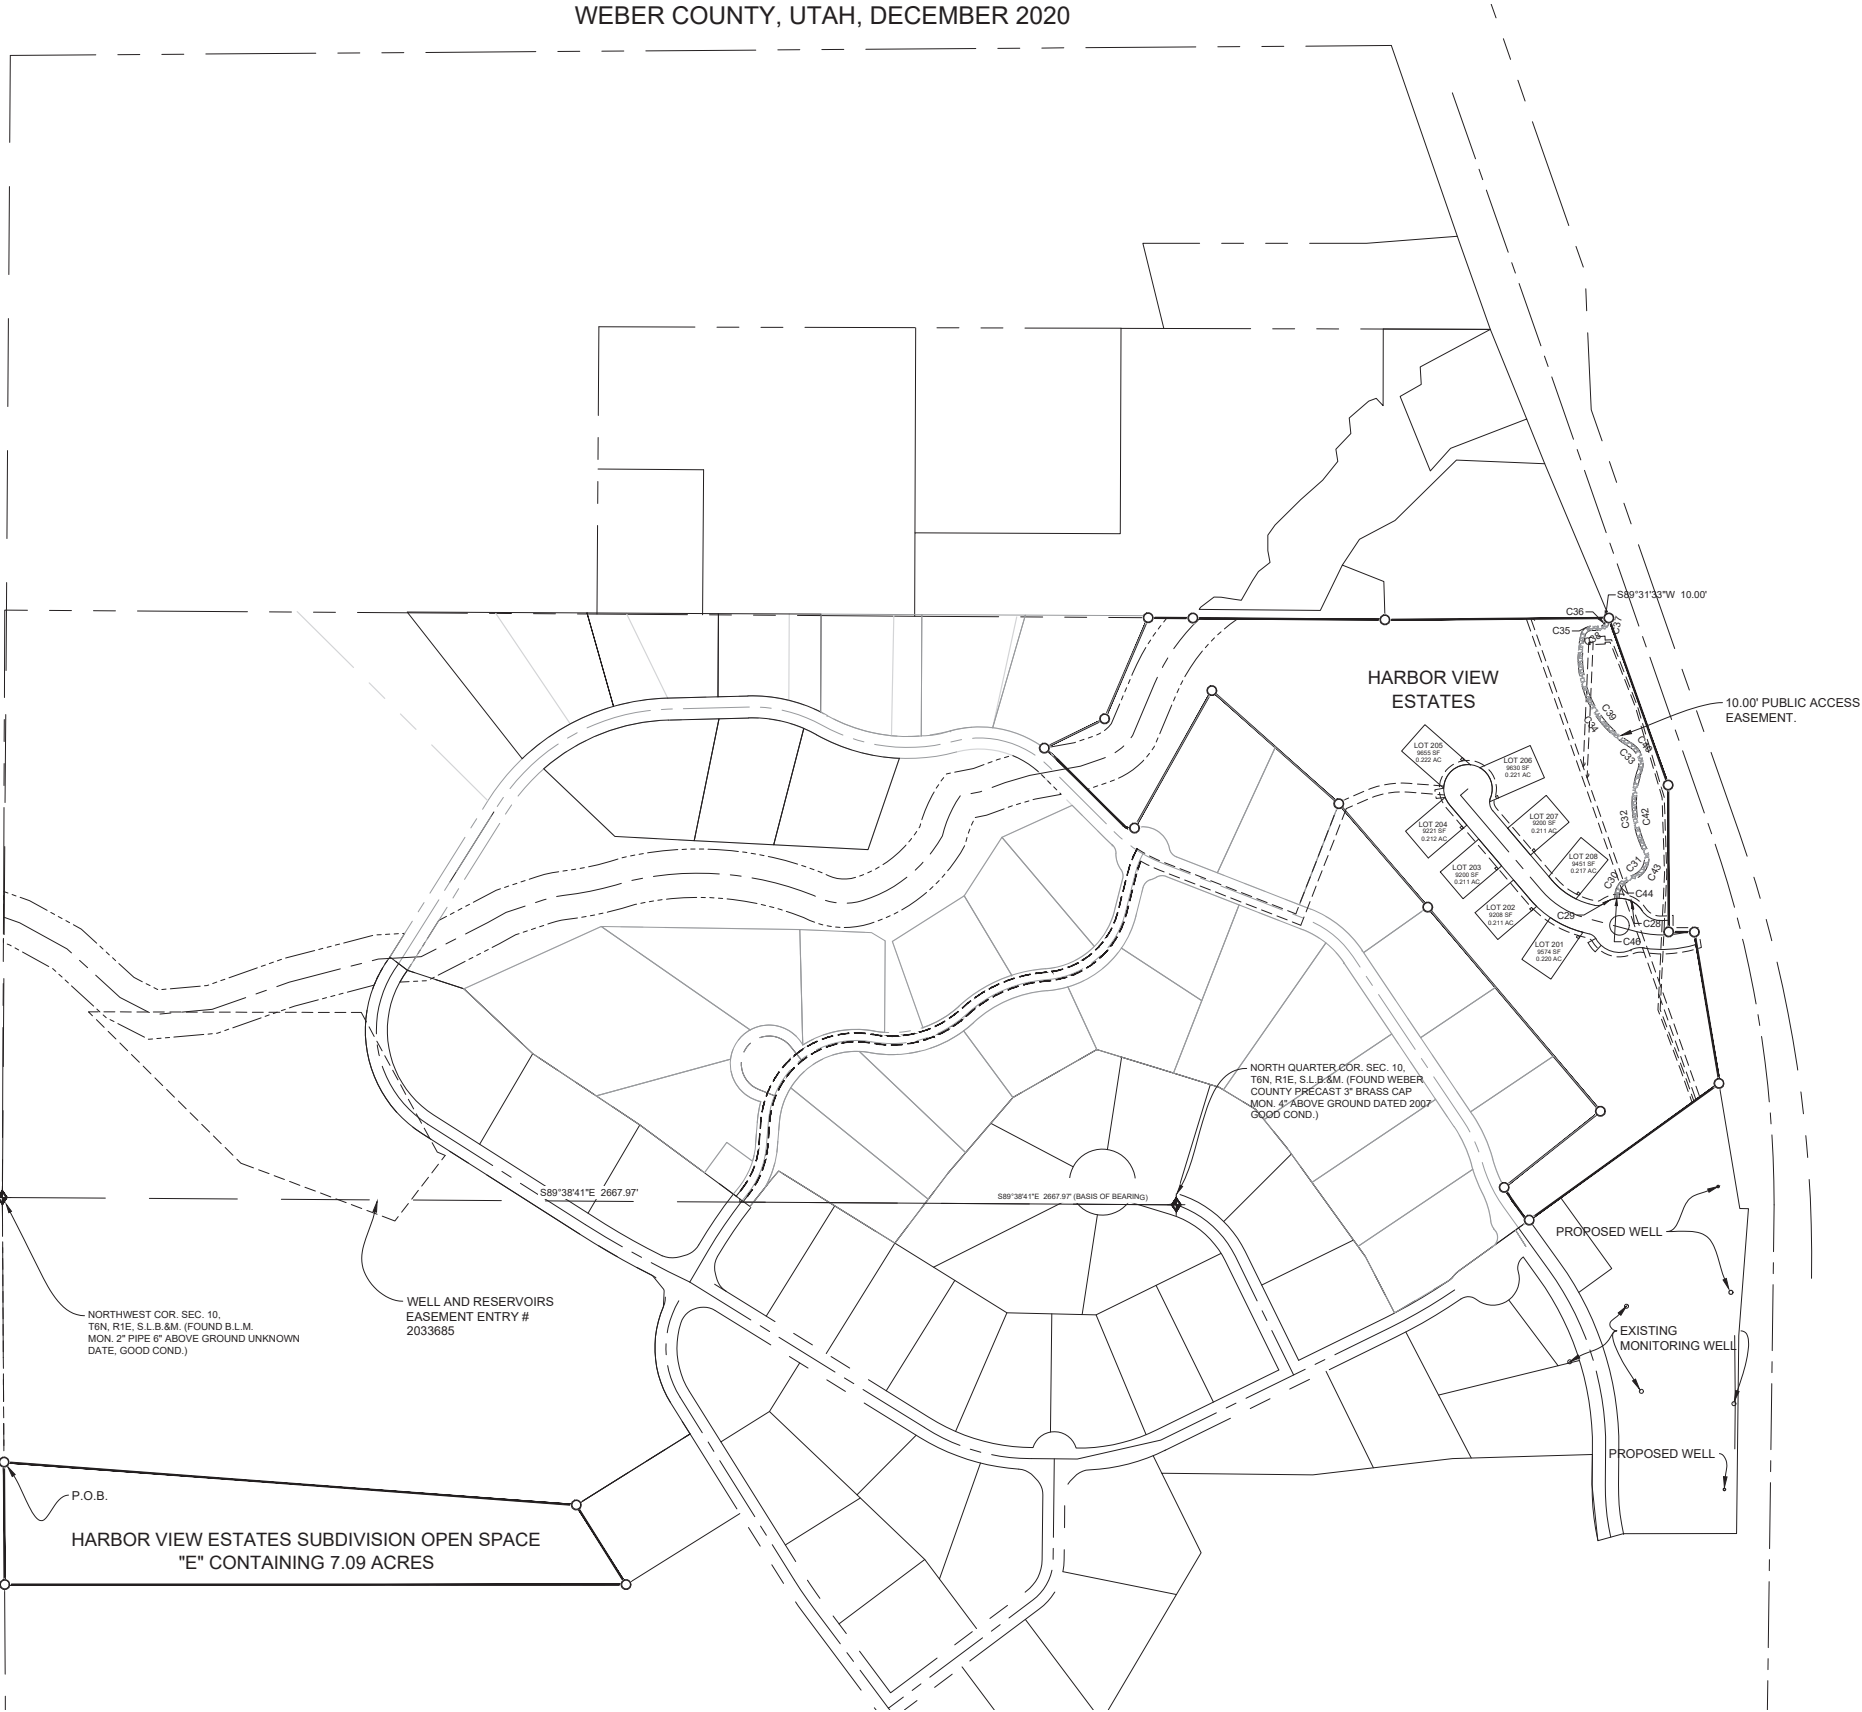 WEBER COUNTY, UTAH, DECEMBER 2020
S89°31'33"W 10.00'
C36
C37
C35
HARBOR VIEW
ESTATES
10.00' PUBLIC ACCESS
EASEMENT.
C39
C34
C40
C33
C32
C42
C31
C43
C30
C44
C29
C28
C46
LOT 205
9655 SF
0.222 AC
LOT 206
9630 SF
0.221 AC
LOT 204
9221 SF
0.212 AC
LOT 207
9200 SF
0.211 AC
LOT 203
9200 SF
0.211 AC
LOT 208
9451 SF
0.217 AC
LOT 202
9208 SF
0.211 AC
LOT 201
9574 SF
0.220 AC
NORTH QUARTER COR. SEC. 10,
T6N, R1E, S.L.B.&M. (FOUND WEBER
COUNTY PRECAST 3" BRASS CAP
MON. 4" ABOVE GROUND DATED 2007
GOOD COND.)
S89°38'41"E 2667.97'
S89°38'41"E 2667.97' (BASIS OF BEARING)
PROPOSED WELL
NORTHWEST COR. SEC. 10,
T6N, R1E, S.L.B.&M. (FOUND B.L.M.
MON. 2" PIPE 6" ABOVE GROUND UNKNOWN
DATE, GOOD COND.)
WELL AND RESERVOIRS
EASEMENT ENTRY #
2033685
EXISTING
MONITORING WELL
PROPOSED WELL
P.O.B.
HARBOR VIEW ESTATES SUBDIVISION OPEN SPACE
"E" CONTAINING 7.09 ACRES